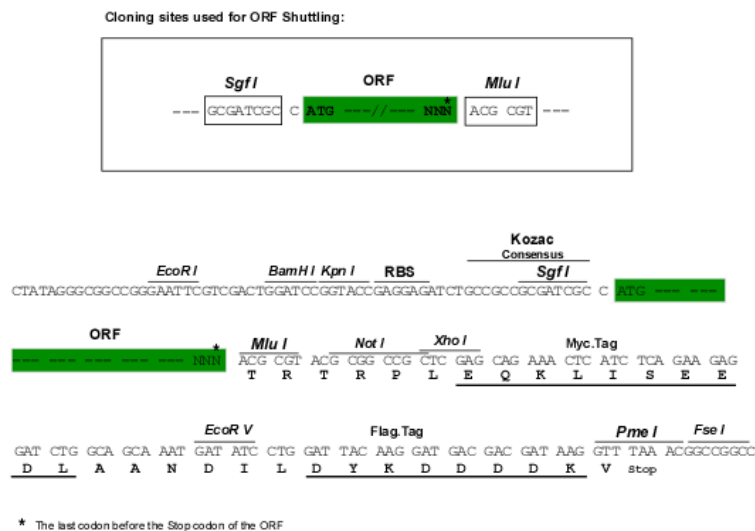 Cloning sites used for ORF Shuttling:
Sgf I ORF Mlu I
--- GCGATCGC C ATG ---//--- NNN* ACG CGT ---
Kozac
Consensus
EcoR I BamH I Kpn I RBS Sgf I
CTATAGGGCGGCCGGGAATTCGTCGACTGGATCCGGTACCGAGGAGATCTGCCGCCGCGATCGC C ATG --- ---
ORF
Mlu I Not I Xho I Myc.Tag
--- --- --- --- --- --- NNN* ACG CGT ACG CGG CCG CTC GAG CAG AAA CTC ATC TCA GAA GAG
T R T R P L E Q K L I S E E
EcoR V Flag.Tag Pme I Fse I
GAT CTG GCA GCA AAT GAT ATC CTG GAT TAC AAG GAT GAC GAC GAT AAG GTT TAA ACGGCCGGCC
D L A A N D I L D Y K D D D D K V Stop
* The last codon before the Stop codon of the ORF